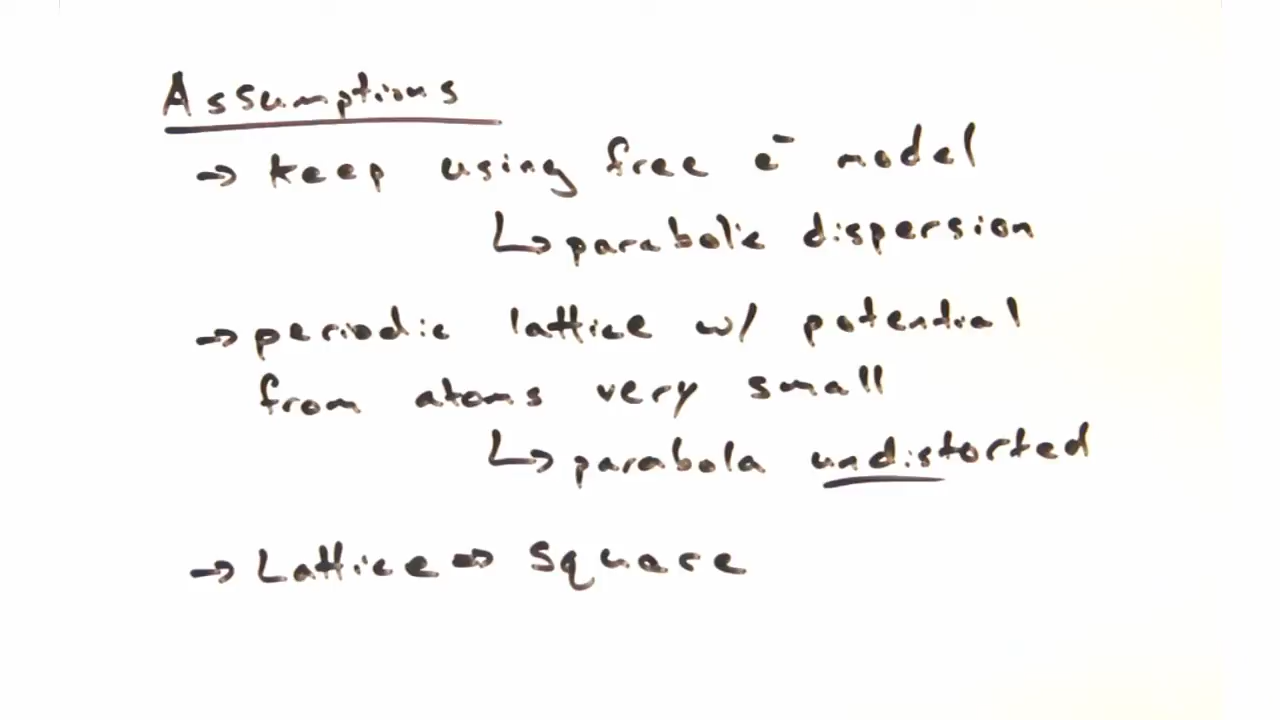 Assumptions
→ keep using free e⁻ model
↳ parabolic dispersion
→ periodic lattice w/ potential
from atoms very small
↳ parabola undistorted
→ Lattice ⇒ square